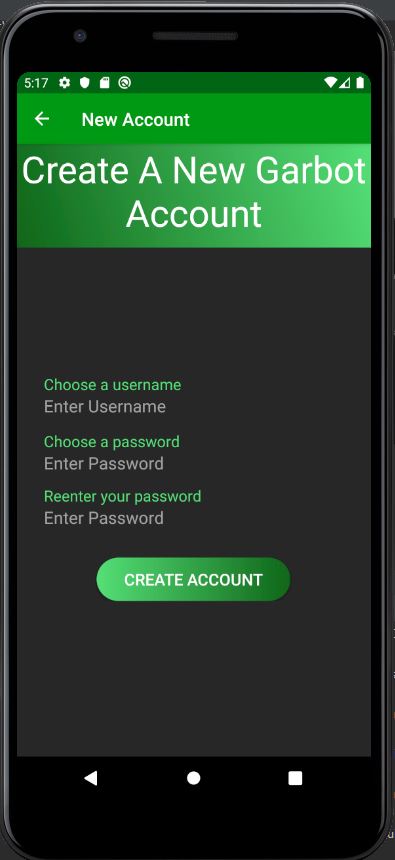 5:17
New Account
Create A New Garbot
Account
Choose a username
Enter Username
Choose a password
Enter Password
Reenter your password
Enter Password
CREATE ACCOUNT